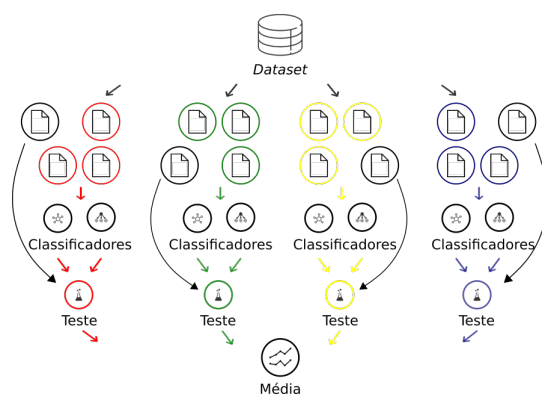 Dataset
Classificadores Classificadores Classificadores Classificadores
Teste Teste Teste Teste
Média